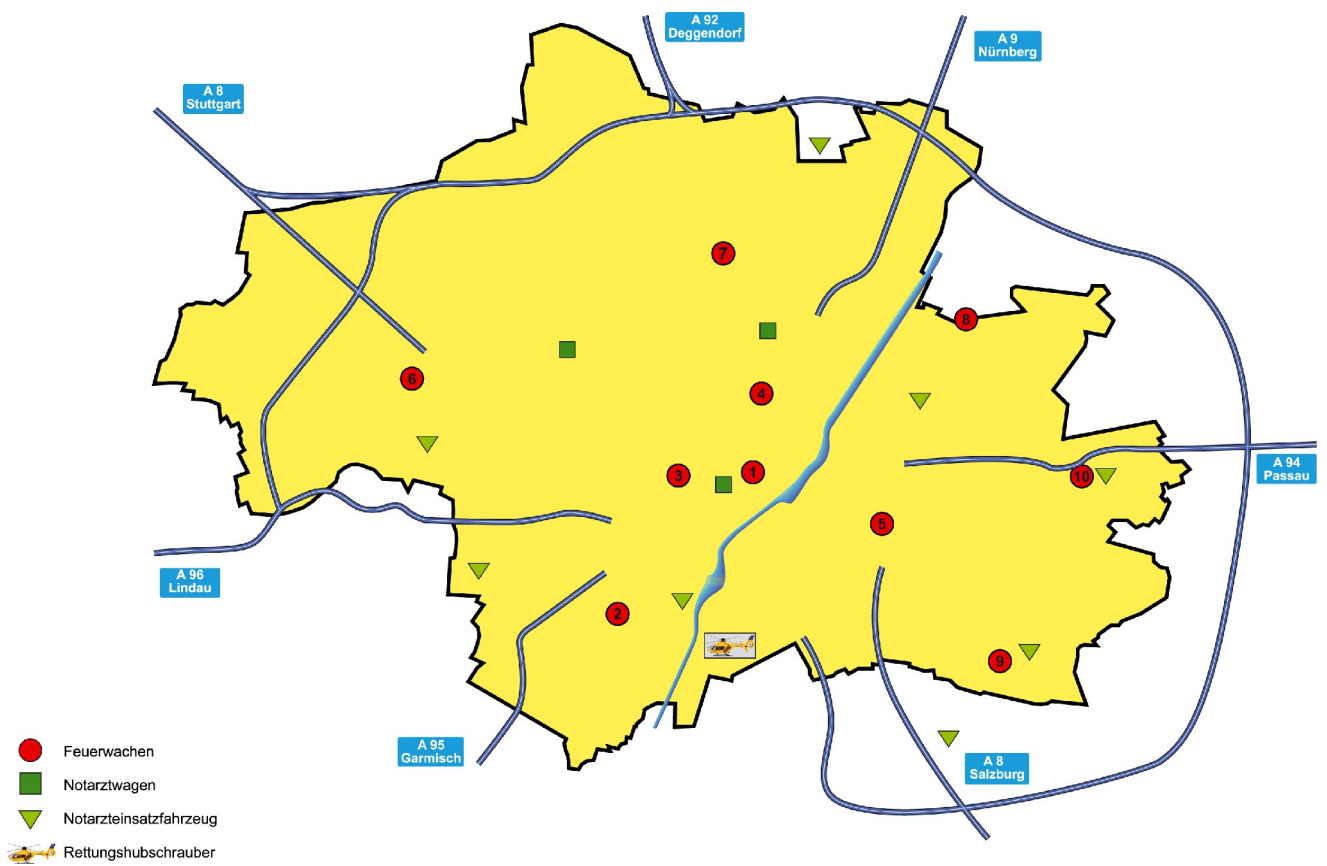 A 92
Deggendorf
A 9
Nürnberg
A 8
Stuttgart
7
8
6
4
3
1
10
A 94
Passau
5
A 96
Lindau
2
9
A 95
Garmisch
A 8
Salzburg
Feuerwachen
Notarztwagen
Notarzteinsatzfahrzeug
Rettungshubschrauber